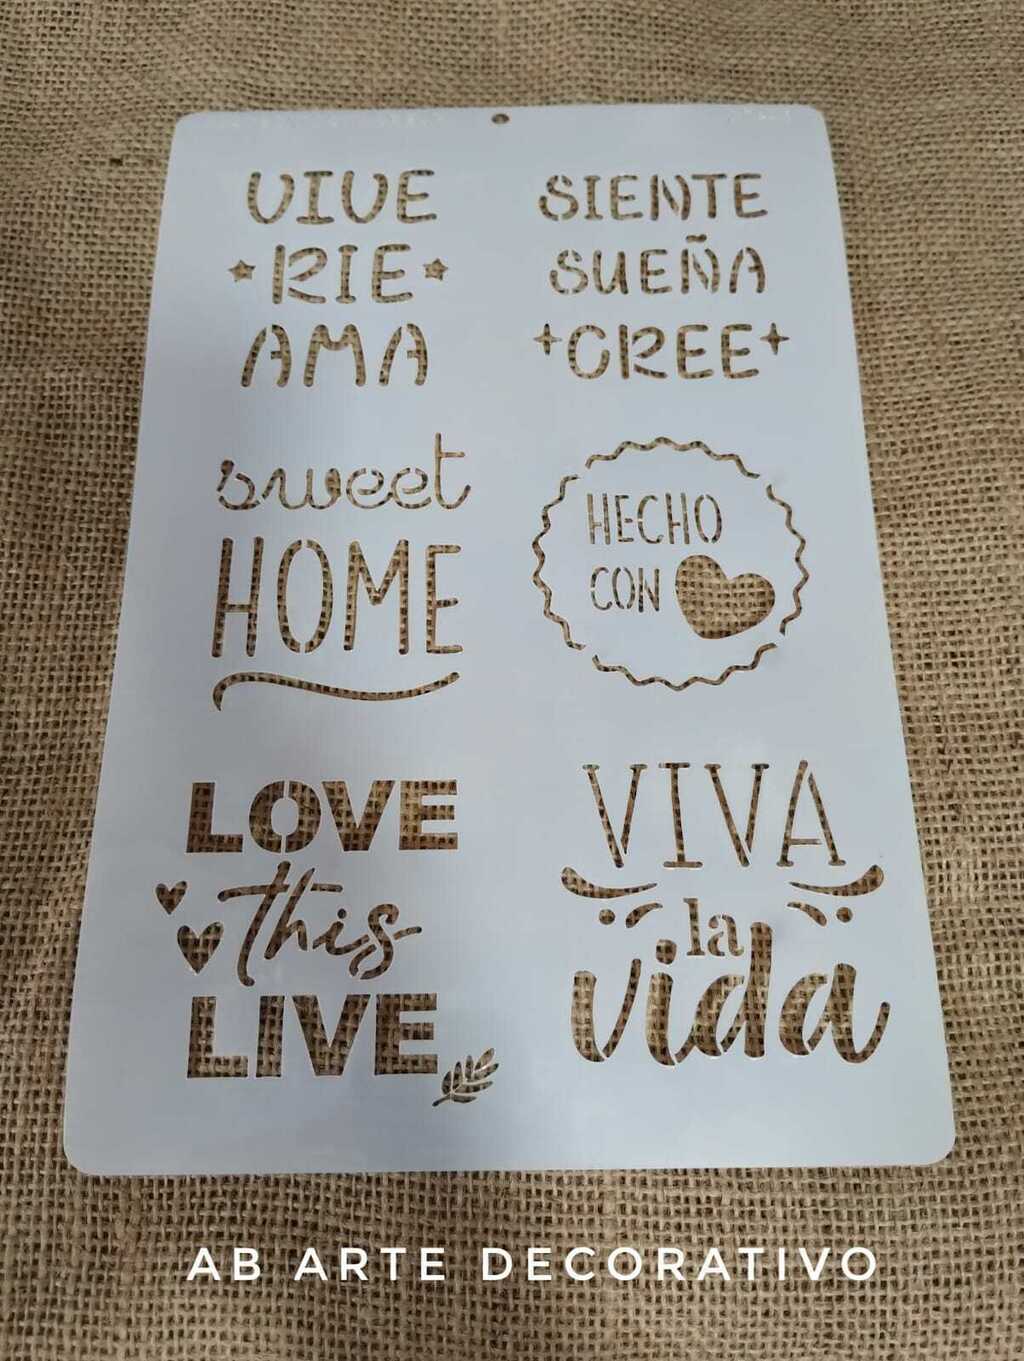 VIVE
RIE
AMA
SIENTE
SUEÑA
CREE
sweet
HOME
HECHO
CON
LOVE
this
LIVE
VIVA
la
vida
AB ARTE DECORATIVO